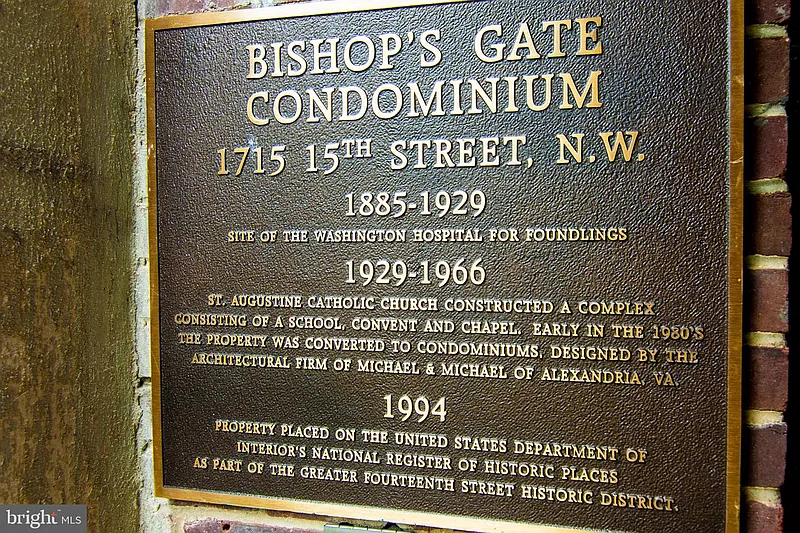 BISHOP'S GATE
CONDOMINIUM
1715 15TH STREET, N.W.
1885-1929
SITE OF THE WASHINGTON HOSPITAL FOR FOUNDLINGS
1929-1966
ST. AUGUSTINE CATHOLIC CHURCH CONSTRUCTED A COMPLEX
CONSISTING OF A SCHOOL, CONVENT AND CHAPEL. EARLY IN THE 1980'S
THE PROPERTY WAS CONVERTED TO CONDOMINIUMS, DESIGNED BY THE
ARCHITECTURAL FIRM OF MICHAEL & MICHAEL OF ALEXANDRIA, VA.
1994
PROPERTY PLACED ON THE UNITED STATES DEPARTMENT OF
INTERIOR'S NATIONAL REGISTER OF HISTORIC PLACES
AS PART OF THE GREATER FOURTEENTH STREET HISTORIC DISTRICT.
bright MLS